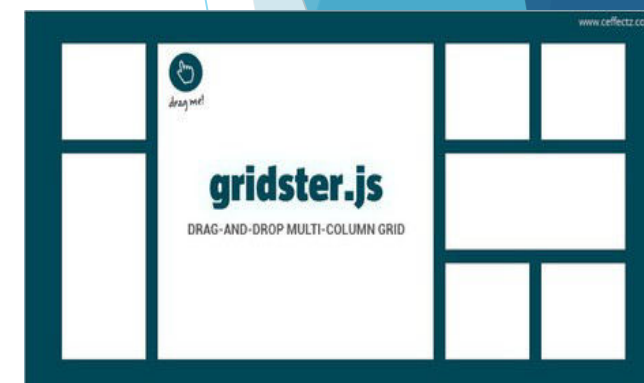 www.ceffectz.co
drag me!
gridster.js
DRAG-AND-DROP MULTI-COLUMN GRID